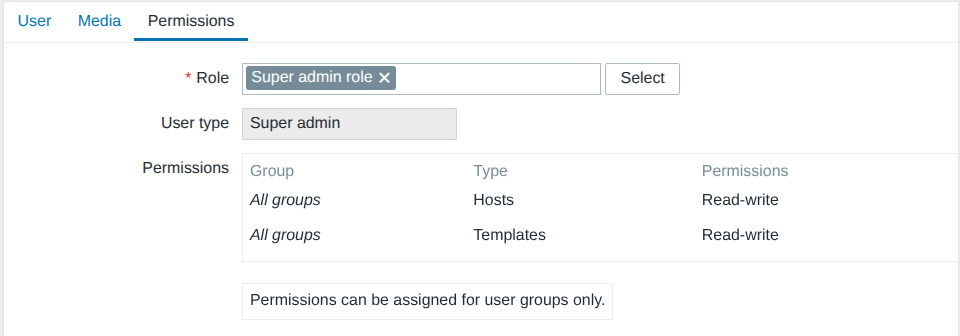 User Media Permissions
* Role Super admin role × Select
User type Super admin
Permissions Group Type Permissions
All groups Hosts Read-write
All groups Templates Read-write
Permissions can be assigned for user groups only.